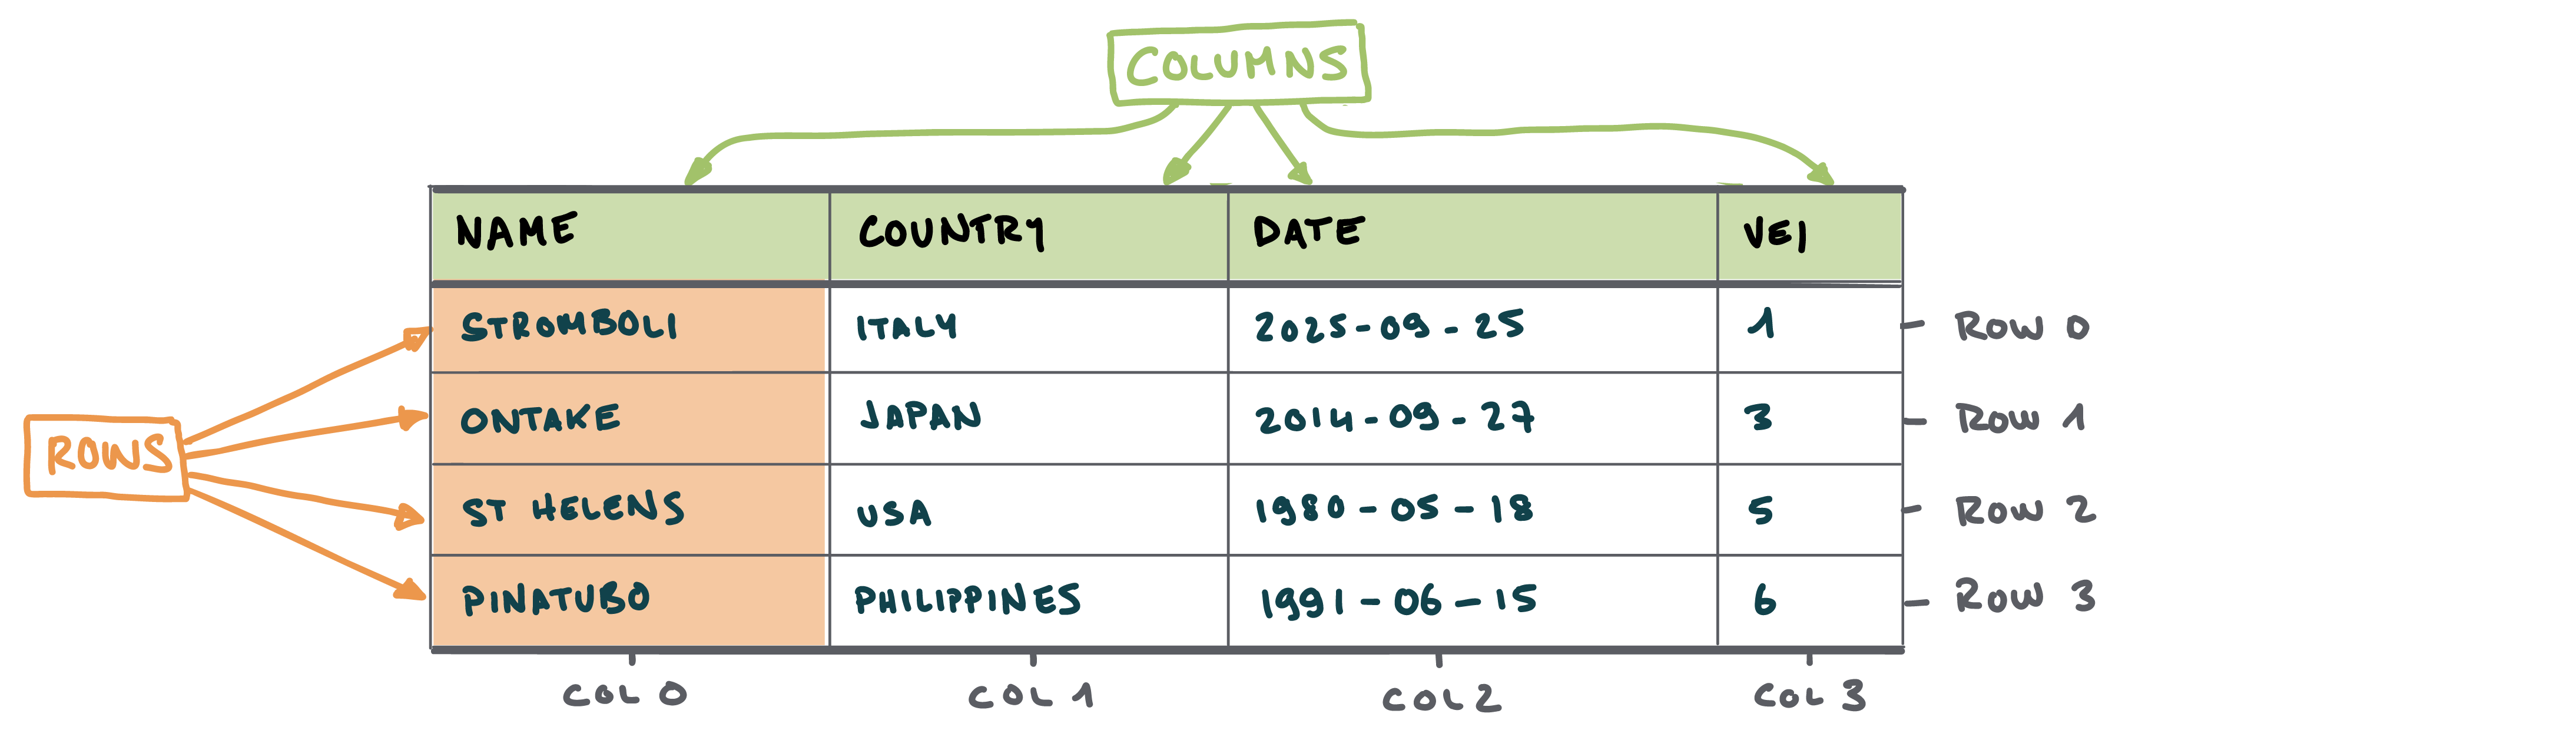 COLUMNS
NAME COUNTRY DATE VEI
STROMBOLI ITALY 2025-09-25 1 ROW 0
ONTAKE JAPAN 2014-09-27 3 ROW 1
ROWS
ST HELENS USA 1980-05-18 5 ROW 2
PINATUBO PHILIPPINES 1991-06-15 6 ROW 3
COL 0 COL 1 COL 2 COL 3